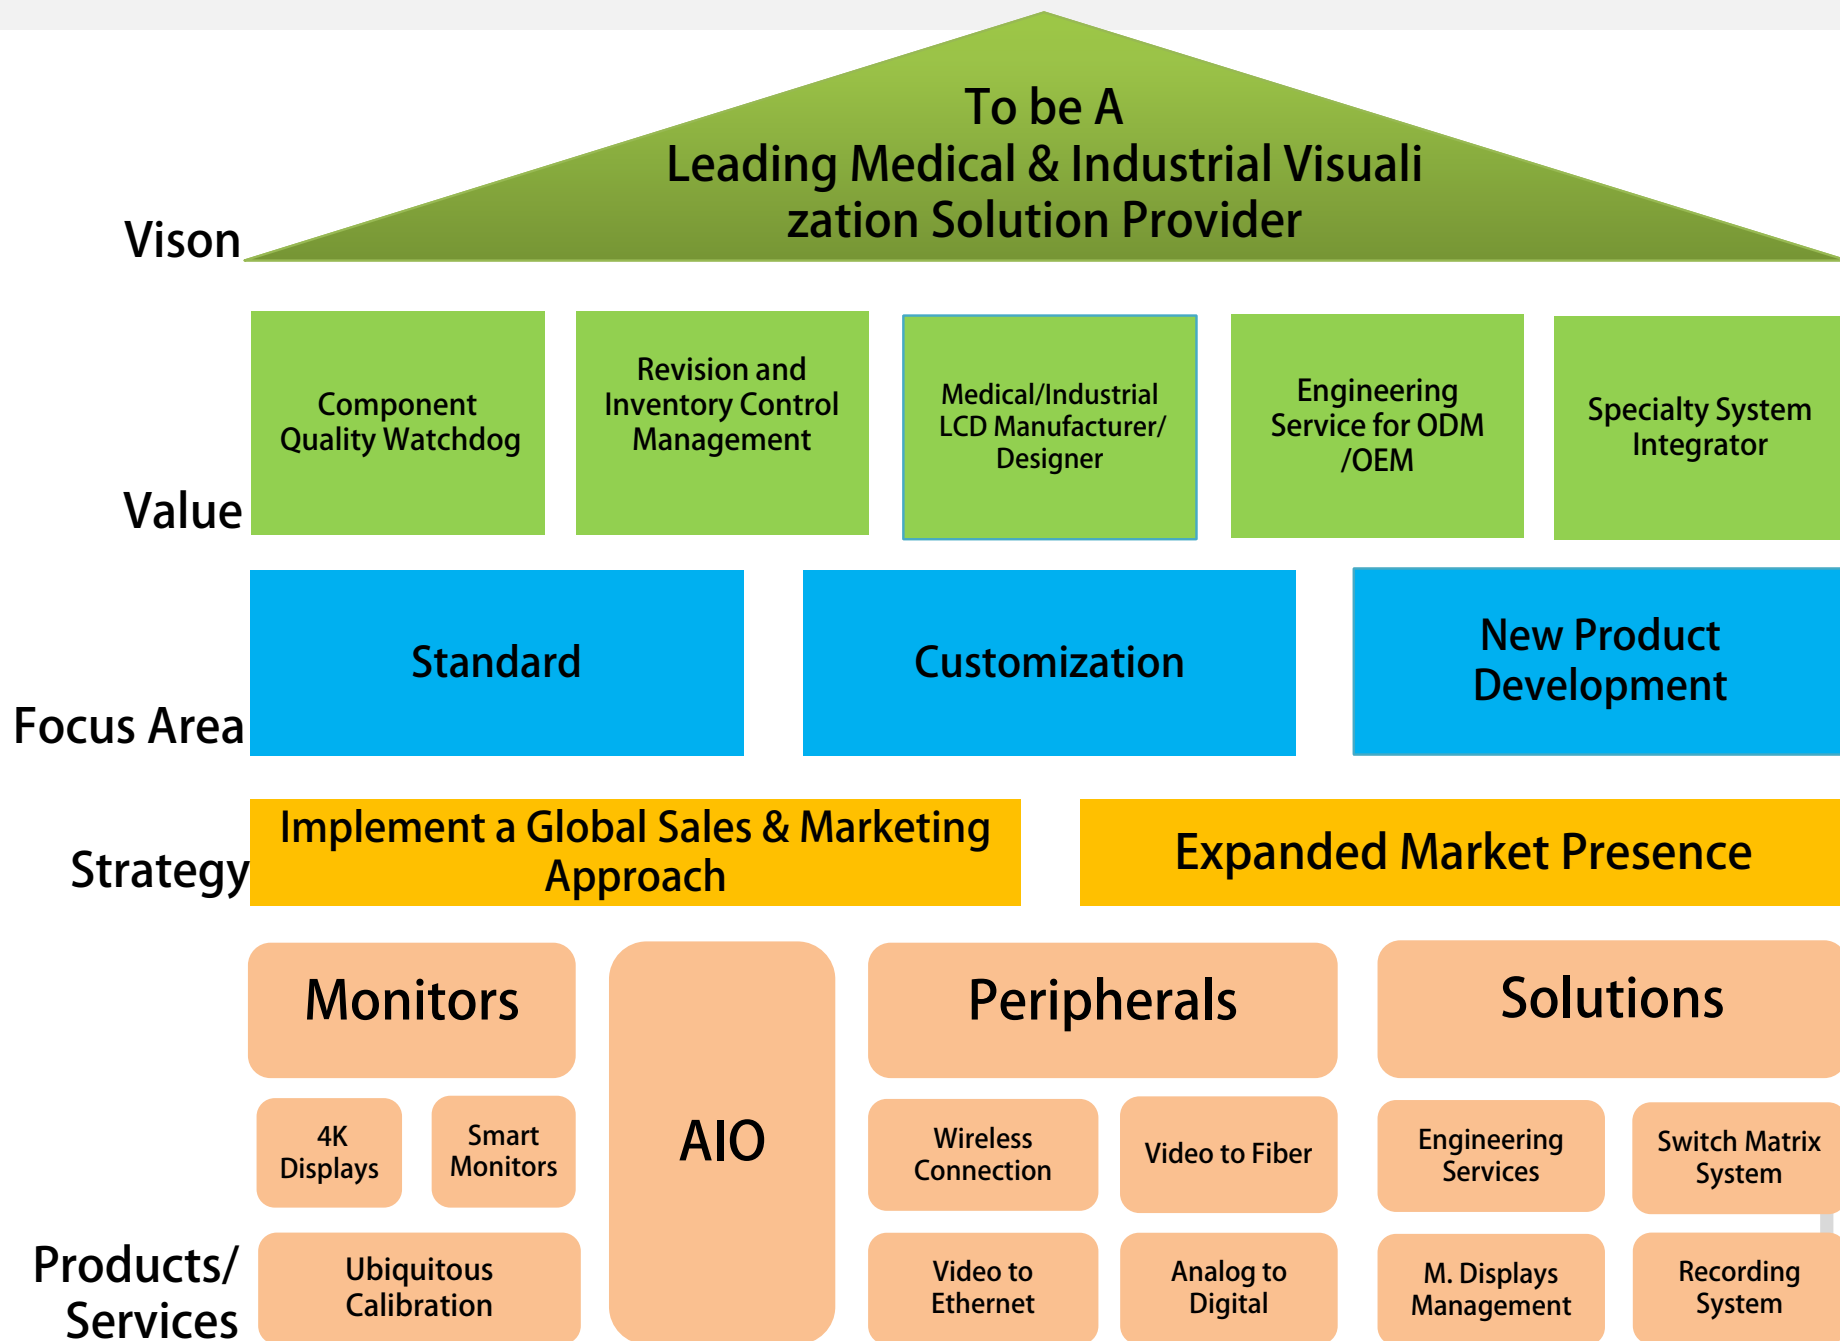 To be A
Leading Medical & Industrial Visuali
zation Solution Provider
Vison
Component
Quality Watchdog
Revision and
Inventory Control
Management
Medical/Industrial
LCD Manufacturer/
Designer
Engineering
Service for ODM
/OEM
Specialty System
Integrator
Value
Standard
Customization
New Product
Development
Focus Area
Implement a Global Sales & Marketing
Approach
Expanded Market Presence
Strategy
Monitors
AIO
Peripherals
Solutions
4K
Displays
Smart
Monitors
Wireless
Connection
Video to Fiber
Engineering
Services
Switch Matrix
System
Products/
Services
Ubiquitous
Calibration
Video to
Ethernet
Analog to
Digital
M. Displays
Management
Recording
System